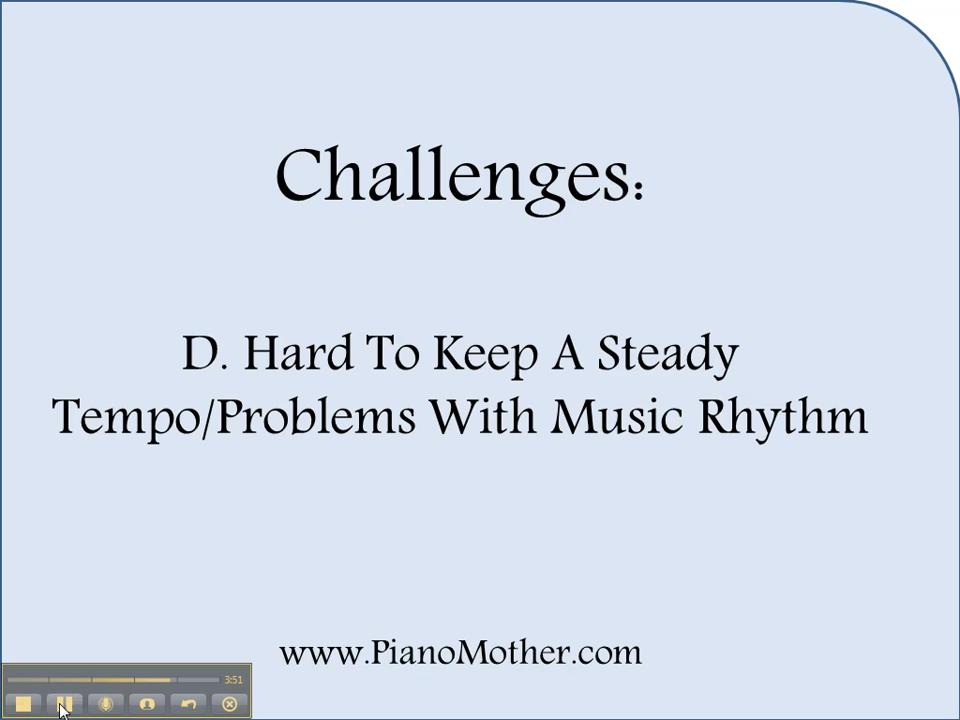 Challenges:
D. Hard To Keep A Steady
Tempo/Problems With Music Rhythm
www.PianoMother.com
3:51